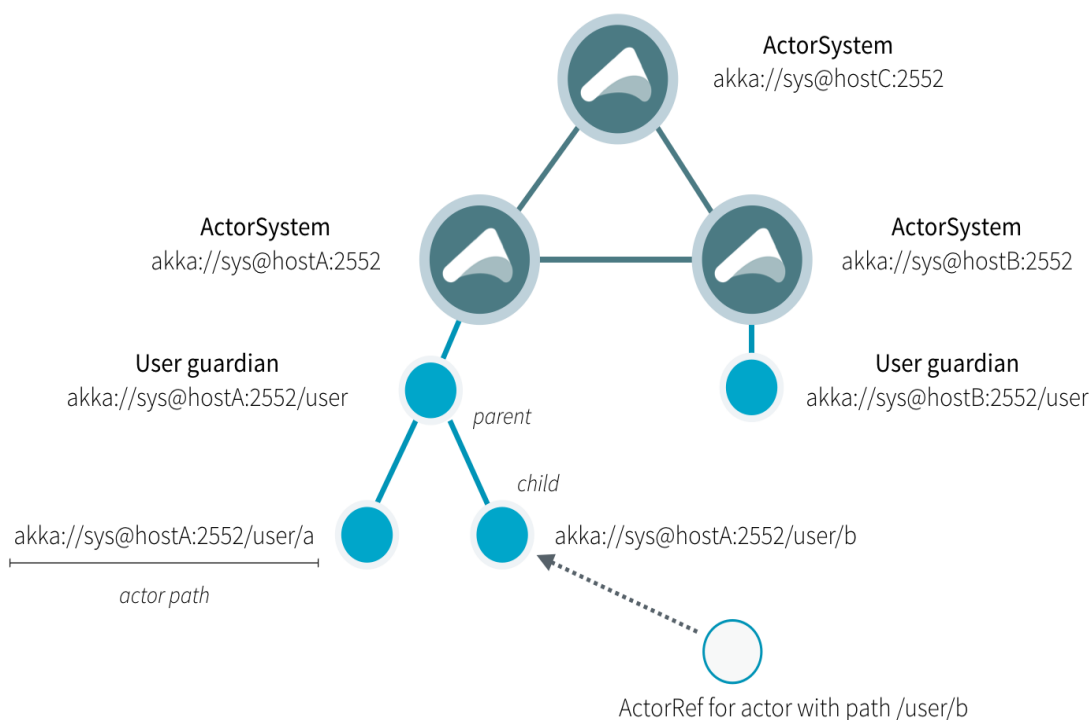 ActorSystem
akka://sys@hostC:2552
ActorSystem
akka://sys@hostA:2552
ActorSystem
akka://sys@hostB:2552
User guardian
akka://sys@hostA:2552/user
User guardian
akka://sys@hostB:2552/user
parent
child
akka://sys@hostA:2552/user/a
akka://sys@hostA:2552/user/b
actor path
ActorRef for actor with path /user/b